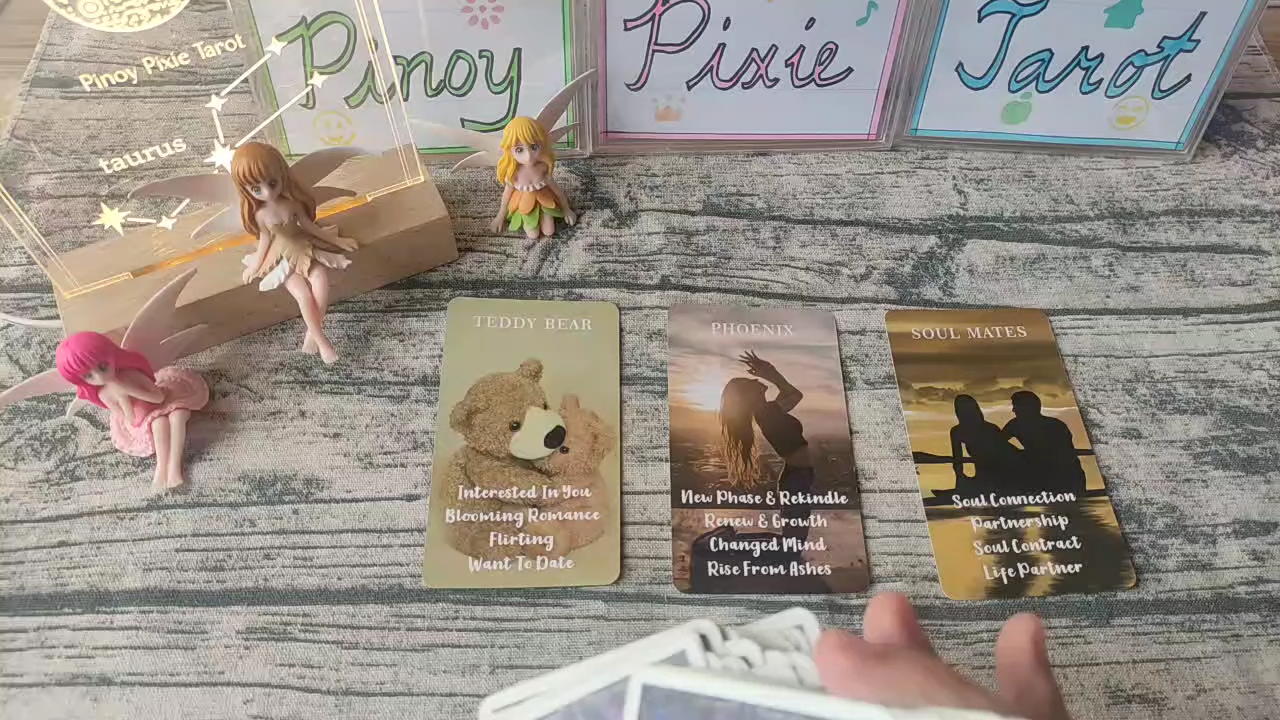 Pinoy Pixie Tarot
taurus
Pinoy
Pixie
Tarot
TEDDY BEAR
Interested In You
Blooming Romance
Flirting
Want To Date
PHOENIX
New Phase & Rekindle
Renew & Growth
Changed Mind
Rise From Ashes
SOUL MATES
Soul Connection
Partnership
Soul Contract
Life Partner